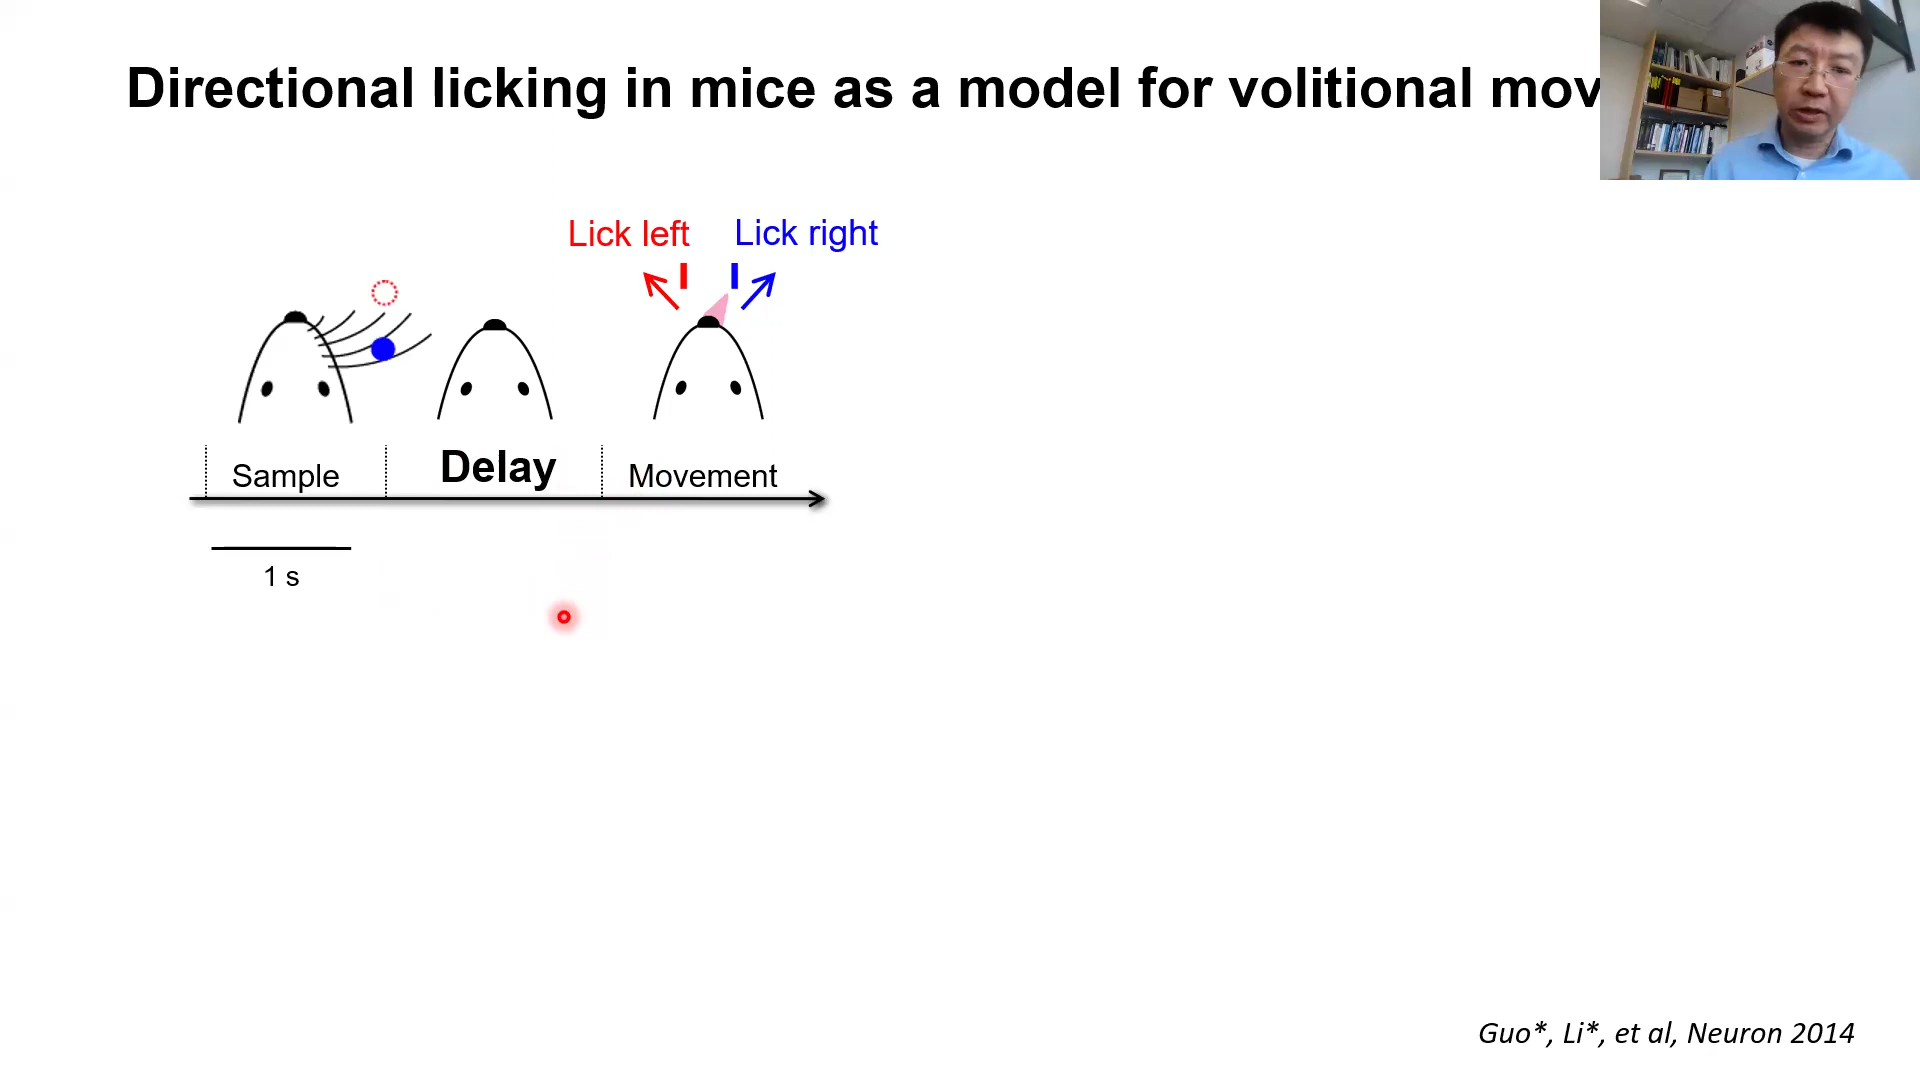 Directional licking in mice as a model for volitional mov
Lick left
Lick right
Sample
Delay
Movement
1 s
Guo*, Li*, et al, Neuron 2014